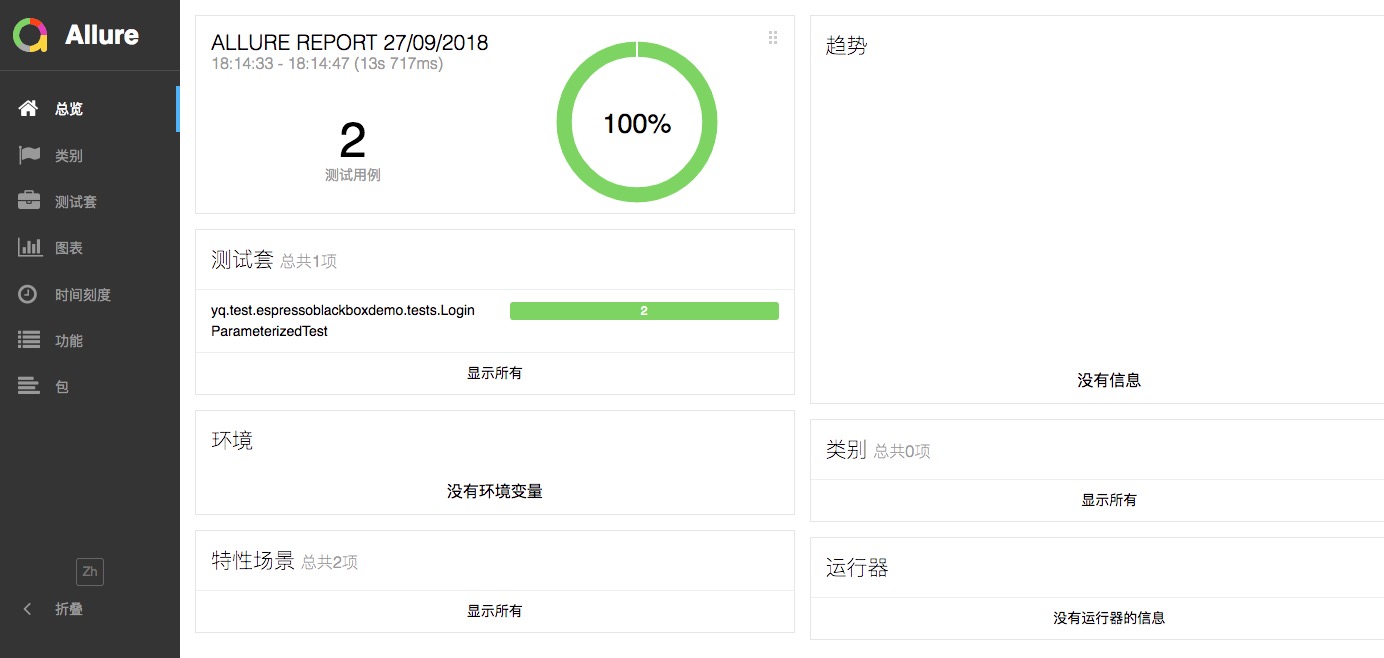 Allure
总览
类别
测试套
图表
时间刻度
功能
包
Zh
折叠
ALLURE REPORT 27/09/2018
18:14:33 - 18:14:47 (13s 717ms)
2
测试用例
100%
测试套 总共1项
yq.test.espressoblackboxdemo.tests.Login
ParameterizedTest
2
显示所有
环境
没有环境变量
特性场景 总共2项
显示所有
趋势
没有信息
类别 总共0项
显示所有
运行器
没有运行器的信息